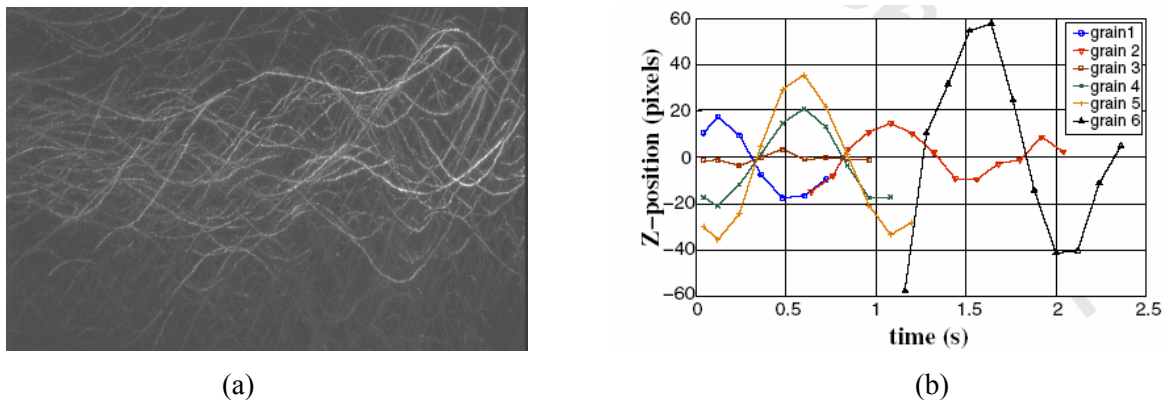 60
40
20
0
−20
−40
−60
Z-position (pixels)
grain1
grain 2
grain 3
grain 4
grain 5
grain 6
0 0.5 1 1.5 2 2.5
time (s)
(a) (b)